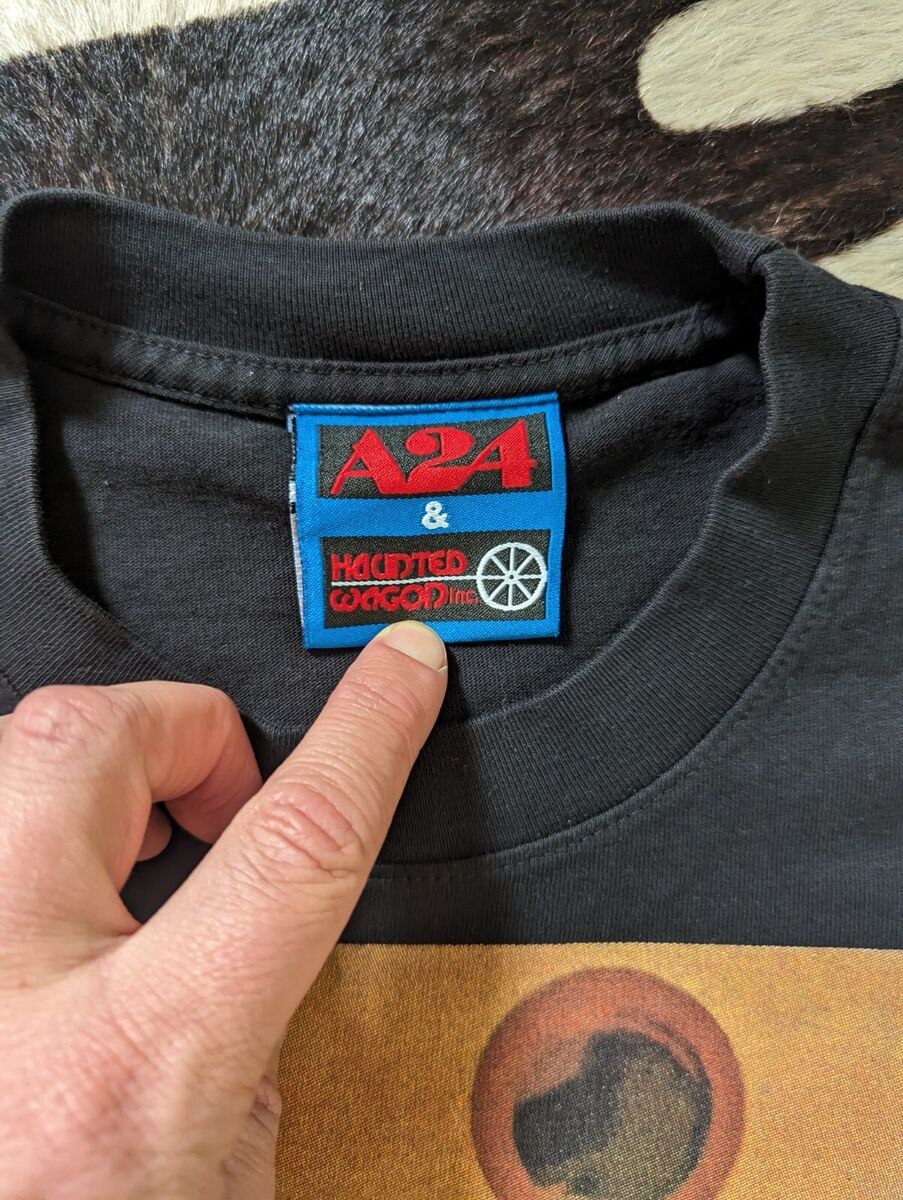 A24
&
HAUNTED
WAGON Inc.